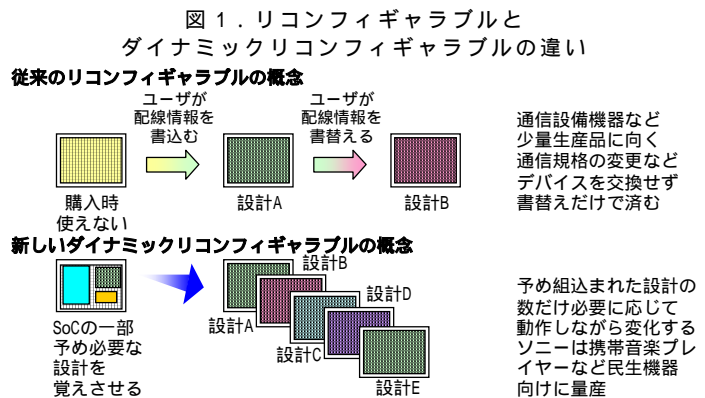 図１．リコンフィギャラブルと
ダイナミックリコンフィギャラブルの違い
従来のリコンフィギャラブルの概念
ユーザが
配線情報を
書込む
ユーザが
配線情報を
書替える
購入時
使えない
設計A
設計B
通信設備機器など
少量生産品に向く
通信規格の変更など
デバイスを交換せず
書替えだけで済む
新しいダイナミックリコンフィギャラブルの概念
SoCの一部
予め必要な
設計を
覚えさせる
設計A
設計B
設計C
設計D
設計E
予め組込まれた設計の
数だけ必要に応じて
動作しながら変化する
ソニーは携帯音楽プレ
イヤーなど民生機器
向けに量産